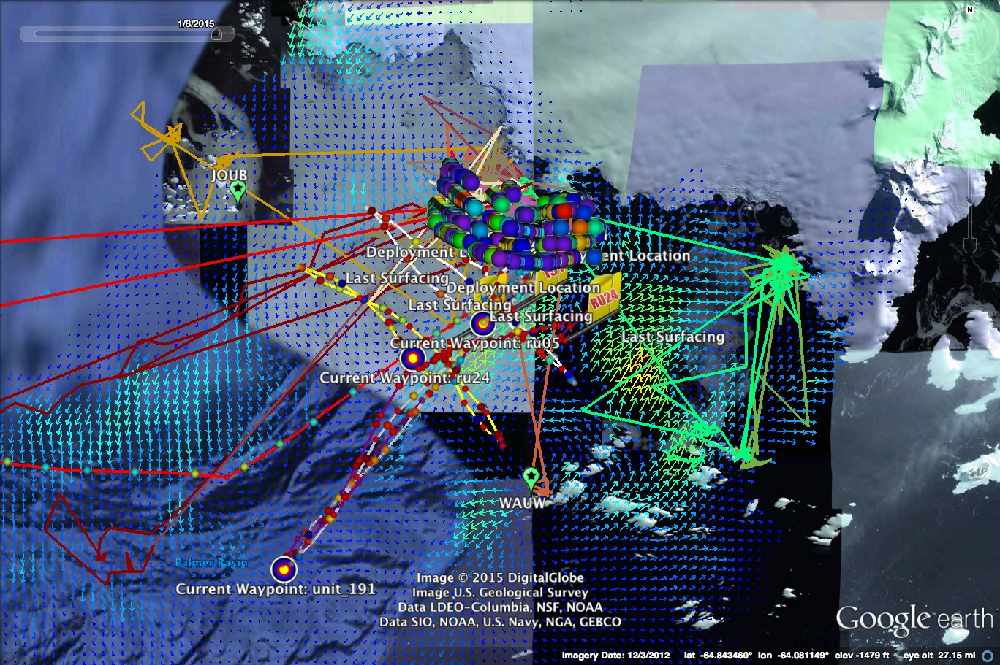 N
1/6/2015
JOUB
Deployment L
ent Location
Last Surfacing
Deployment Location
RU24
Last Surfacing
Last Surfacing
Last Surfacing
Current Waypoint: ru05
Current Waypoint: ru24
WAUW
Palmer Basin
Current Waypoint: unit_191
Image © 2015 DigitalGlobe
Image U.S. Geological Survey
Data LDEO-Columbia, NSF, NOAA
Data SIO, NOAA, U.S. Navy, NGA, GEBCO
Google earth
Imagery Date: 12/3/2012 lat -64.843460° lon -64.081149° elev -1479 ft eye alt 27.15 mi